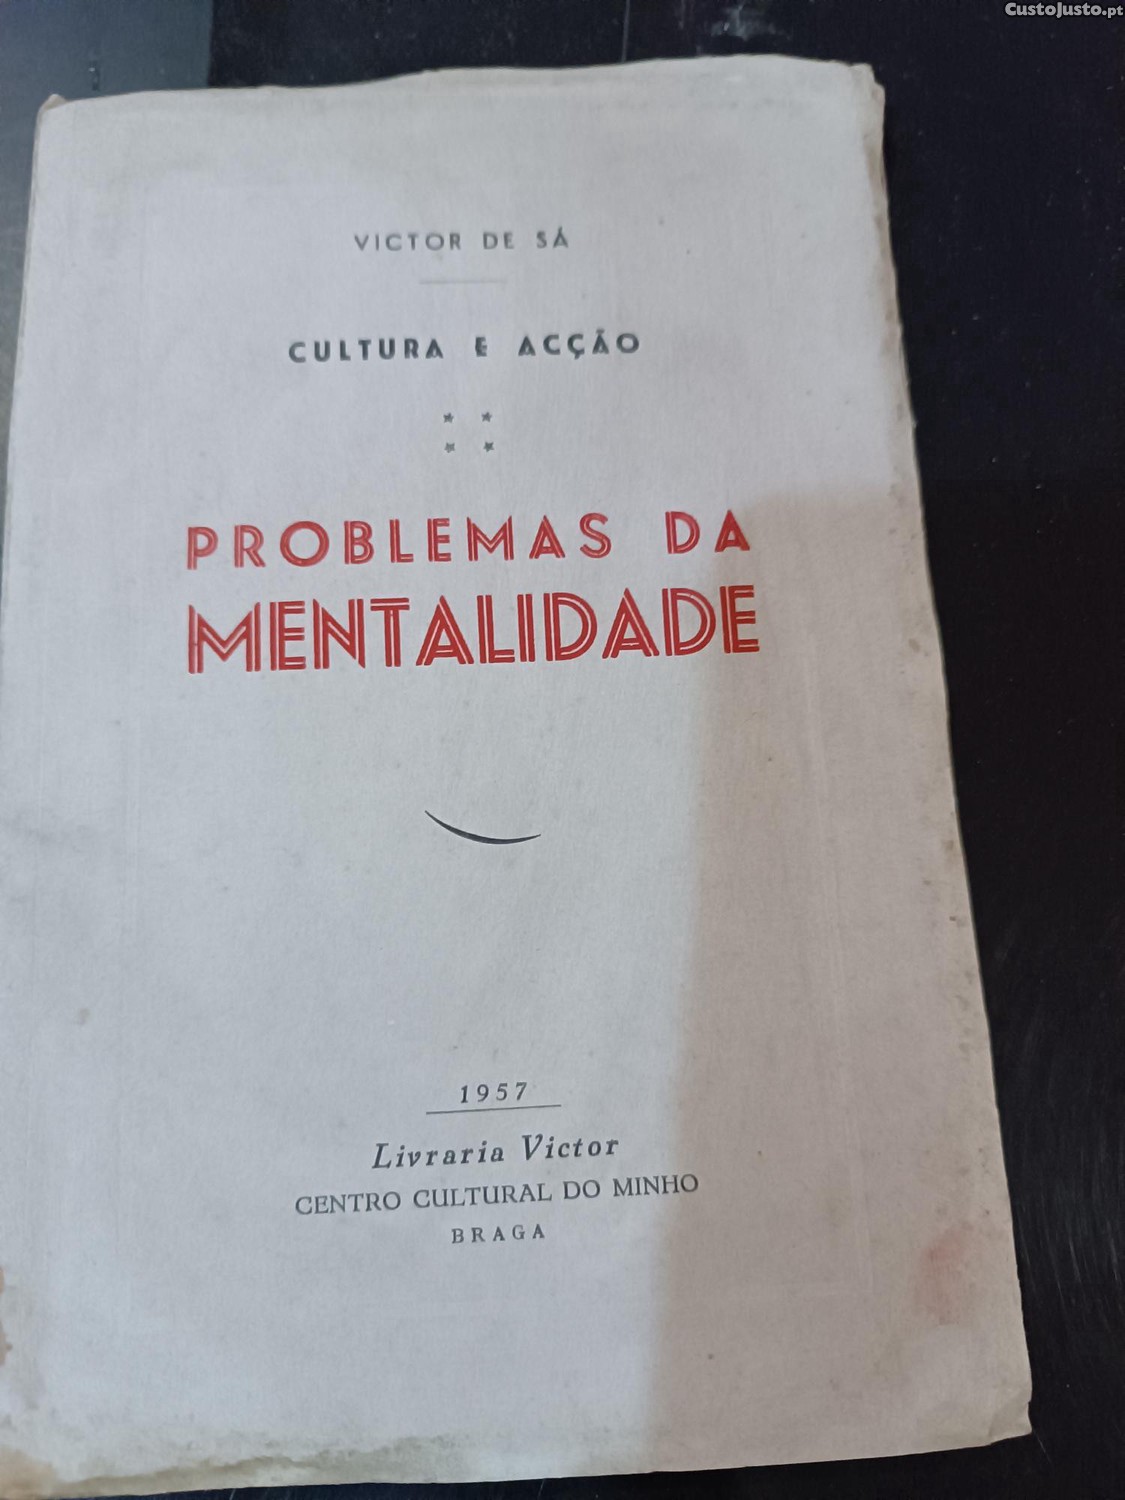 CustoJusto.pt
VICTOR DE SÁ
CULTURA E ACÇÃO
PROBLEMAS DA
MENTALIDADE
1957
Livraria Victor
CENTRO CULTURAL DO MINHO
BRAGA